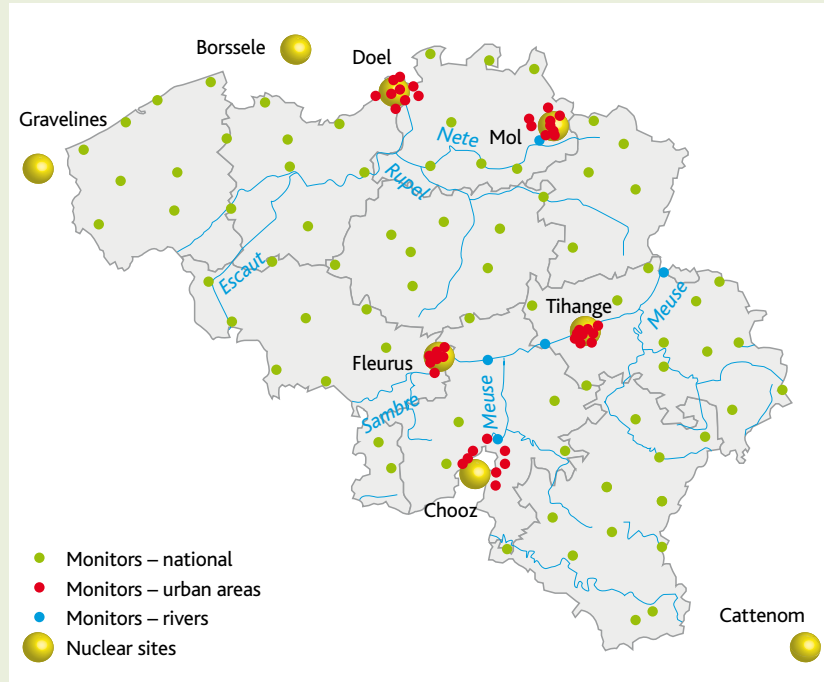 Borssele
Doel
Gravelines
Nete
Mol
Rupel
Escaut
Tihange
Meuse
Fleurus
Sambre
Meuse
Chooz
Monitors – national
Monitors – urban areas
Monitors – rivers
Cattenom
Nuclear sites